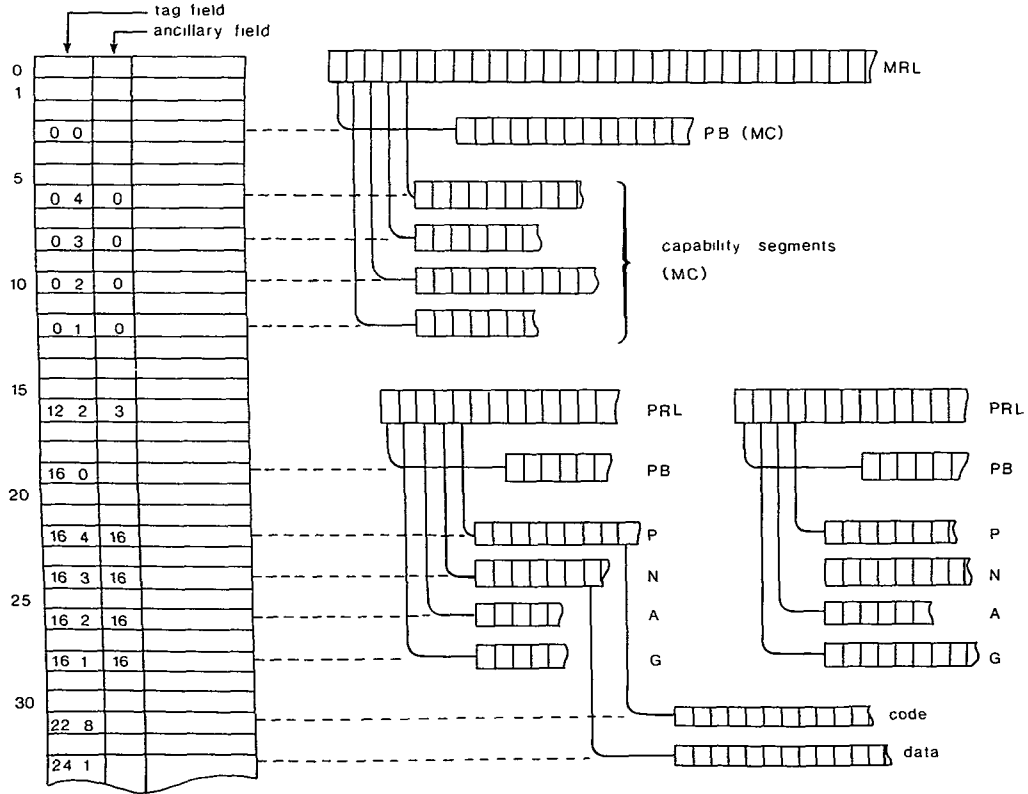 tag field
ancillary field
0
1
5
10
15
20
25
30
0 0
0 4 0
0 3 0
0 2 0
0 1 0
12 2 3
16 0
16 4 16
16 3 16
16 2 16
16 1 16
22 8
24 1
MRL
PB (MC)
capability segments
(MC)
PRL
PB
P
N
A
G
PRL
PB
P
N
A
G
code
data